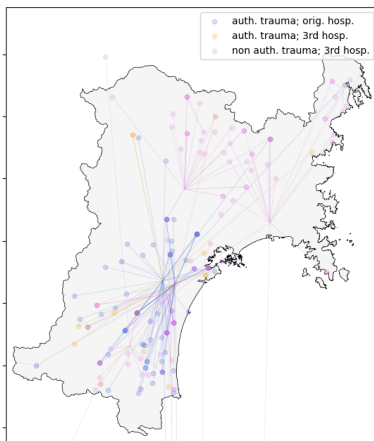 auth. trauma; orig. hosp.
auth. trauma; 3rd hosp.
non auth. trauma; 3rd hosp.